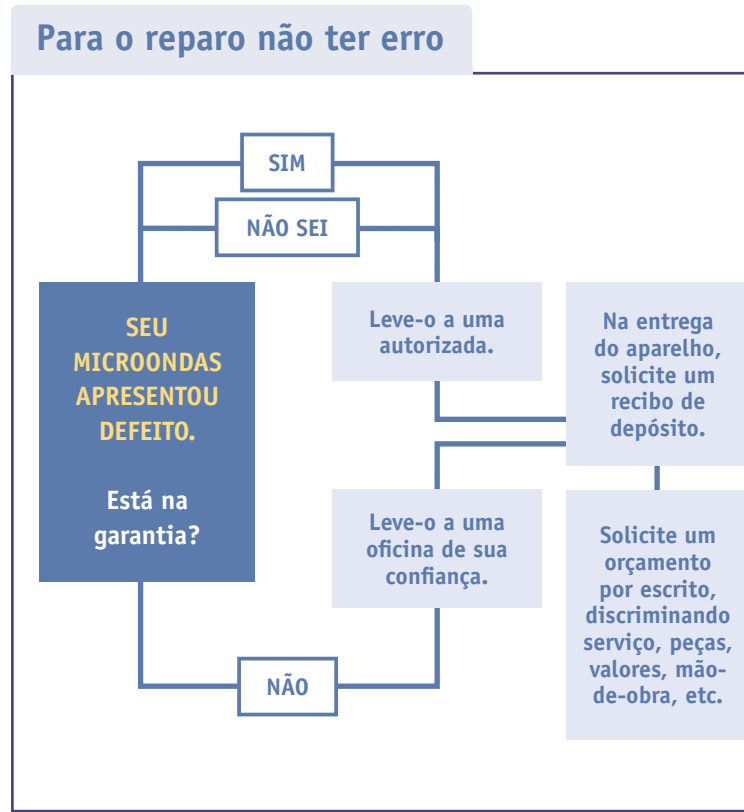 Para o reparo não ter erro
SIM
NÃO SEI
SEU
MICROONDAS
APRESENTOU
DEFEITO.
Está na
garantia?
Leve-o a uma
autorizada.
Na entrega
do aparelho,
solicite um
recibo de
depósito.
Leve-o a uma
oficina de sua
confiança.
Solicite um
orçamento
por escrito,
discriminando
serviço, peças,
valores, mão-
de-obra, etc.
NÃO